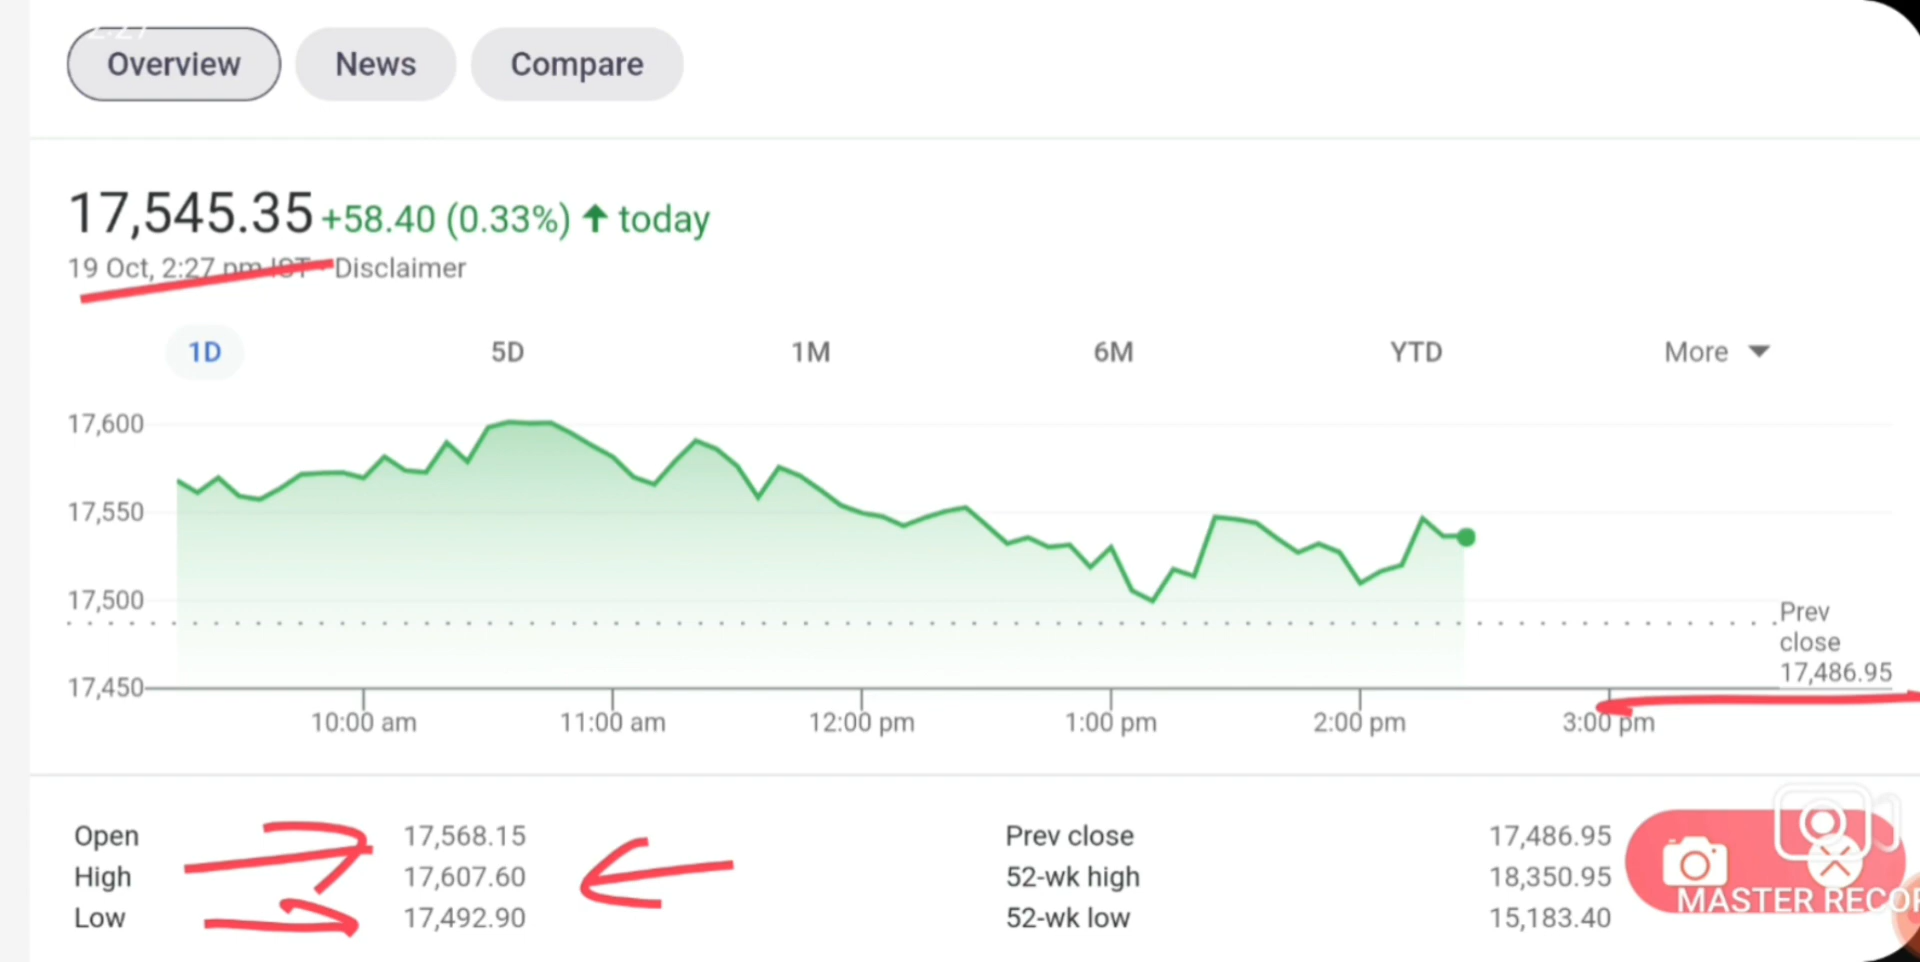 2:27
Overview News Compare
17,545.35 +58.40 (0.33%) ↑ today
19 Oct, 2:27 pm IST · Disclaimer
1D 5D 1M 6M YTD More
17,600
17,550
17,500
17,450
Prev
close
17,486.95
10:00 am 11:00 am 12:00 pm 1:00 pm 2:00 pm 3:00 pm
Open 17,568.15 Prev close 17,486.95
High 17,607.60 52-wk high 18,350.95
Low 17,492.90 52-wk low 15,183.40
MASTER RECOR